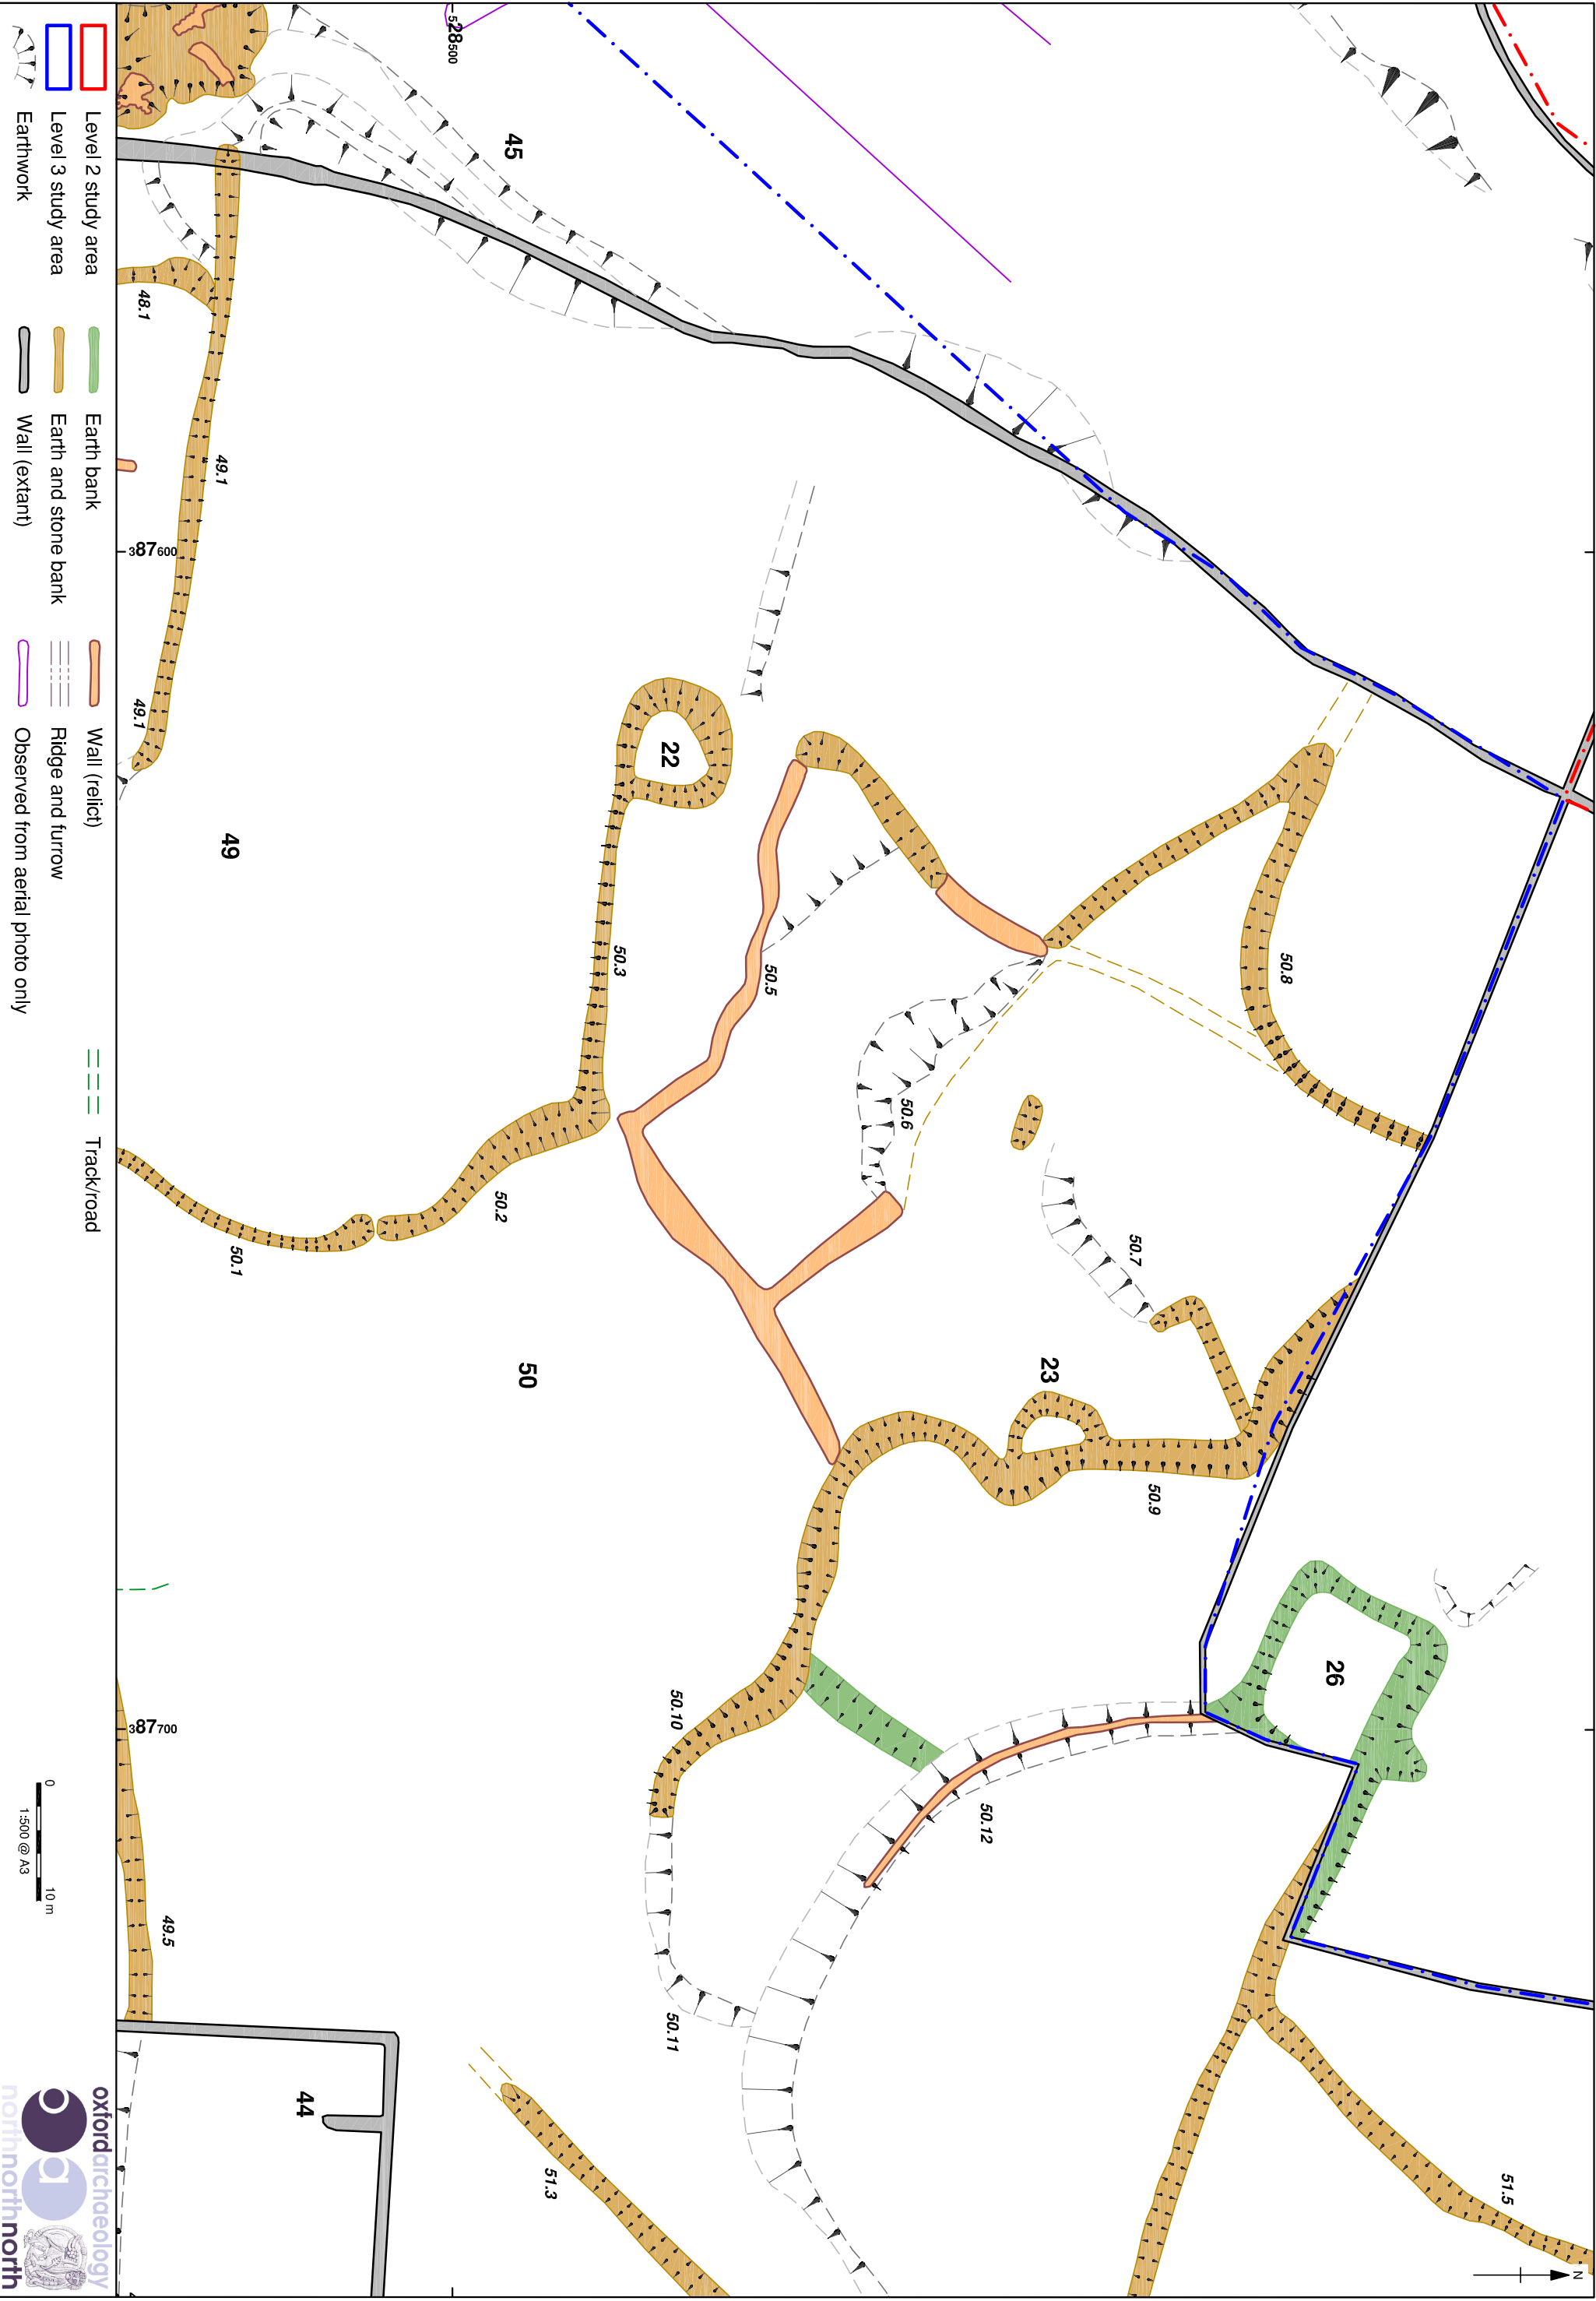 N
528500
45
48.1
49.1
387600
49.1
22
49
50.3
50.5
50.8
50.6
50.2
50.1
50.7
23
50
50.9
26
50.10
387700
50.12
49.5
50.11
44
51.3
51.5
Level 2 study area
Level 3 study area
Earthwork
Earth bank
Earth and stone bank
Wall (extant)
Wall (relict)
Ridge and furrow
Observed from aerial photo only
Track/road
0 10 m
1:500 @ A3
oxfordarchaeology
northnorthnorth